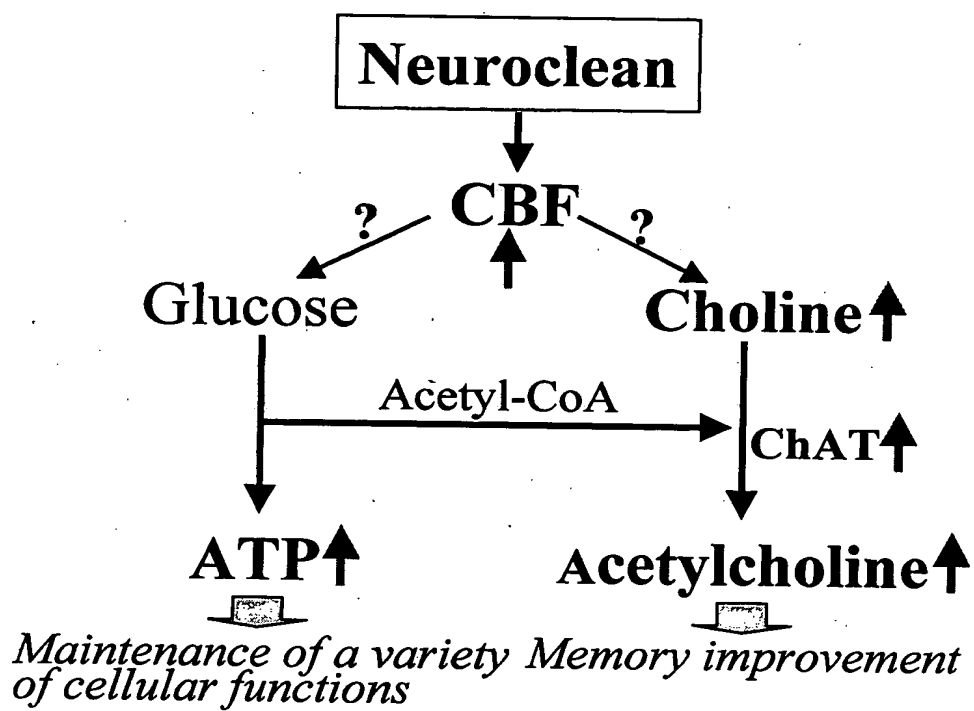 Neuroclean
CBF
? ?
Glucose
Choline
Acetyl-CoA
ChAT
ATP
Acetylcholine
Maintenance of a variety
of cellular functions
Memory improvement